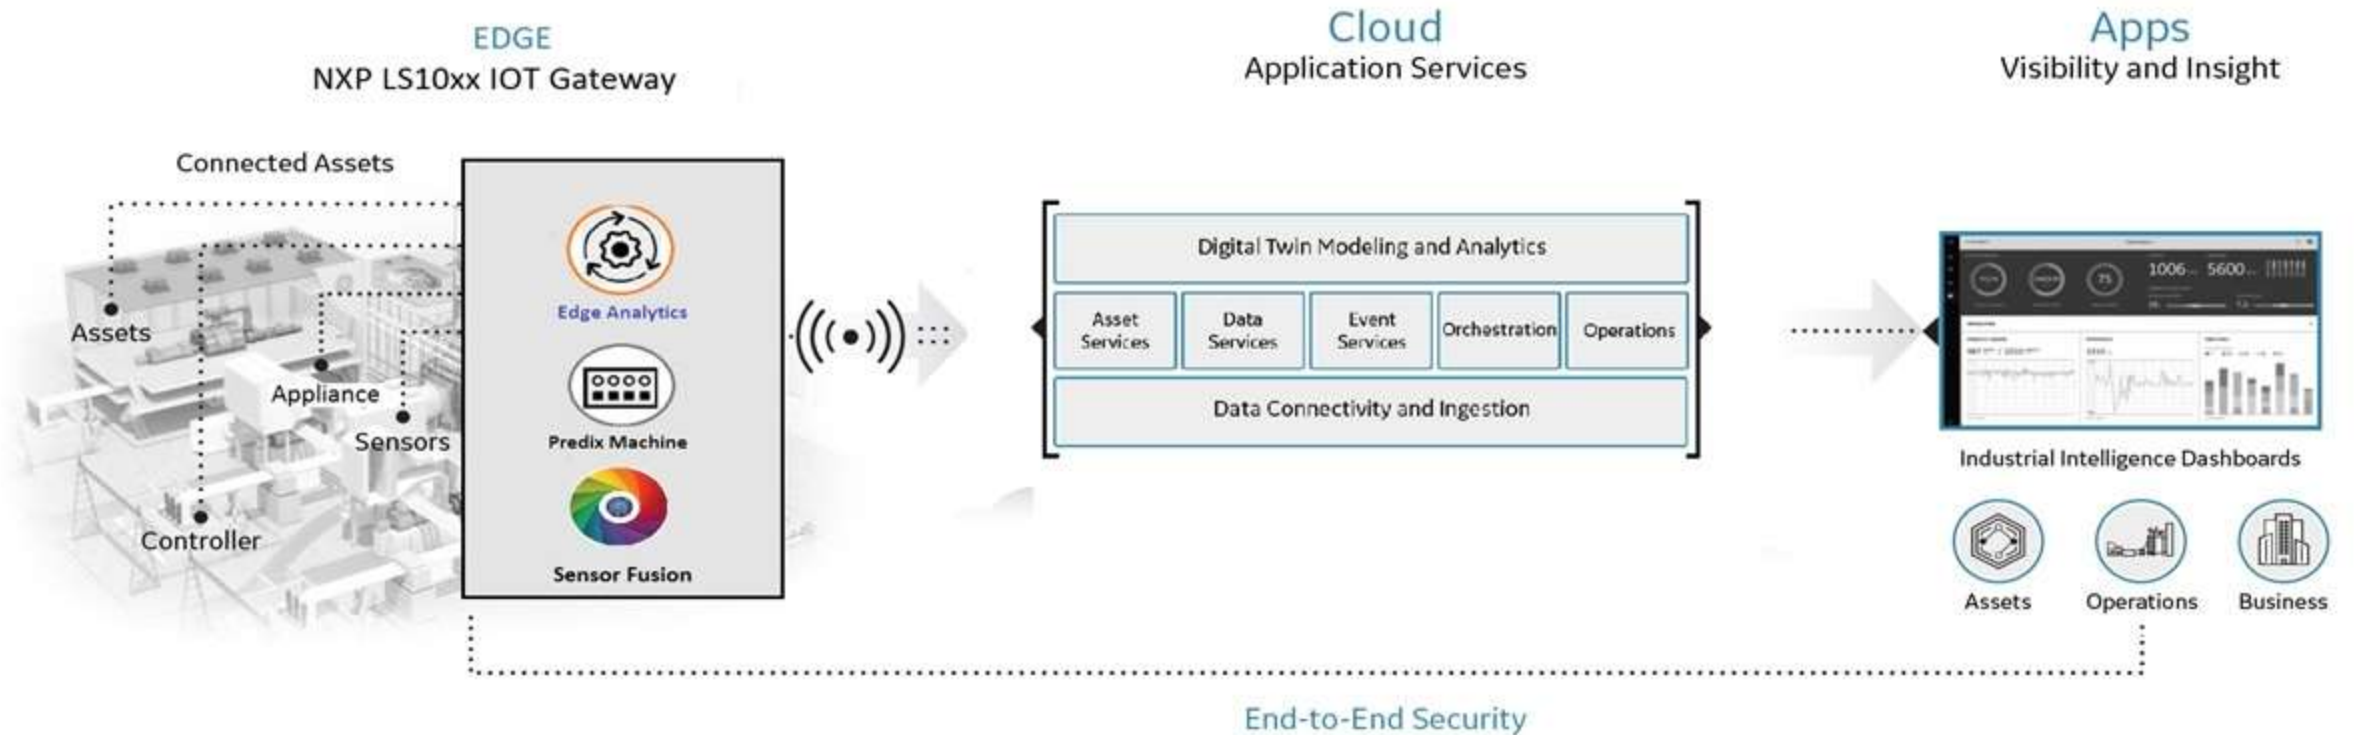 EDGE
NXP LS10xx IOT Gateway
Cloud
Application Services
Apps
Visibility and Insight
Connected Assets
Assets
Appliance
Sensors
Controller
Edge Analytics
Predix Machine
Sensor Fusion
Digital Twin Modeling and Analytics
Asset
Services
Data
Services
Event
Services
Orchestration
Operations
Data Connectivity and Ingestion
75
1006
5600
Industrial Intelligence Dashboards
Assets
Operations
Business
End-to-End Security